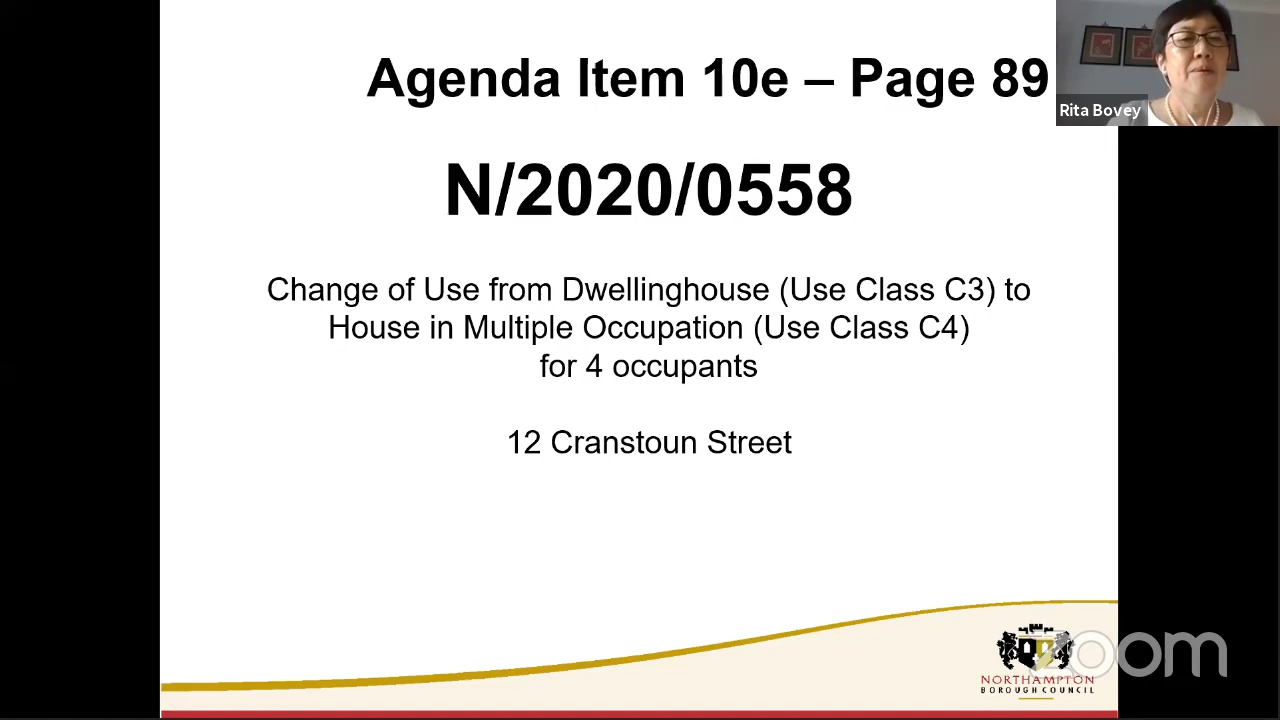 Agenda Item 10e – Page 89
Rita Bovey
N/2020/0558
Change of Use from Dwellinghouse (Use Class C3) to
House in Multiple Occupation (Use Class C4)
for 4 occupants
12 Cranstoun Street
zoom
NORTHAMPTON
BOROUGH COUNCIL